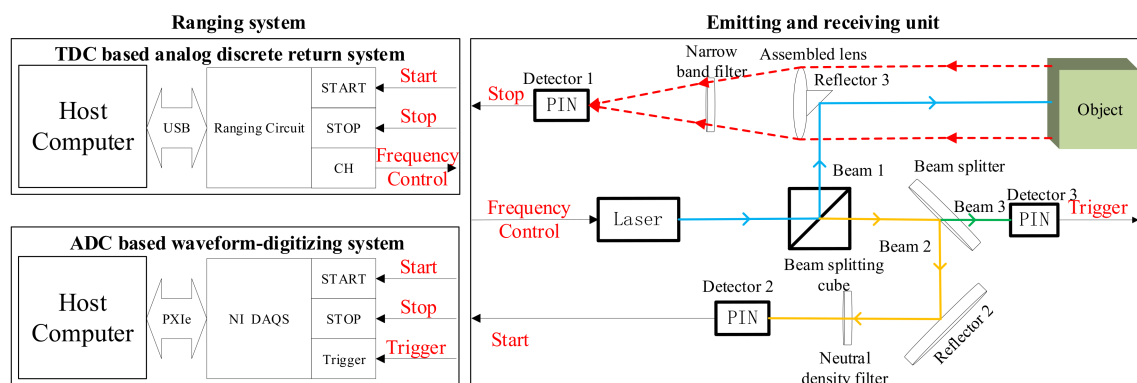 Ranging system
TDC based analog discrete return system
Host
Computer
USB
Ranging Circuit
START
STOP
CH
Start
Stop
Frequency
Control
ADC based waveform-digitizing system
Host
Computer
PXIe
NI DAQS
START
STOP
Trigger
Start
Stop
Trigger
Emitting and receiving unit
Stop
Detector 1
PIN
Narrow
band filter
Assembled lens
Reflector 3
Object
Beam 1
Beam splitter
Frequency
Control
Laser
Beam splitting
cube
Beam 2
Beam 3
Detector 3
PIN
Trigger
Start
Detector 2
PIN
Neutral
density filter
Reflector 2